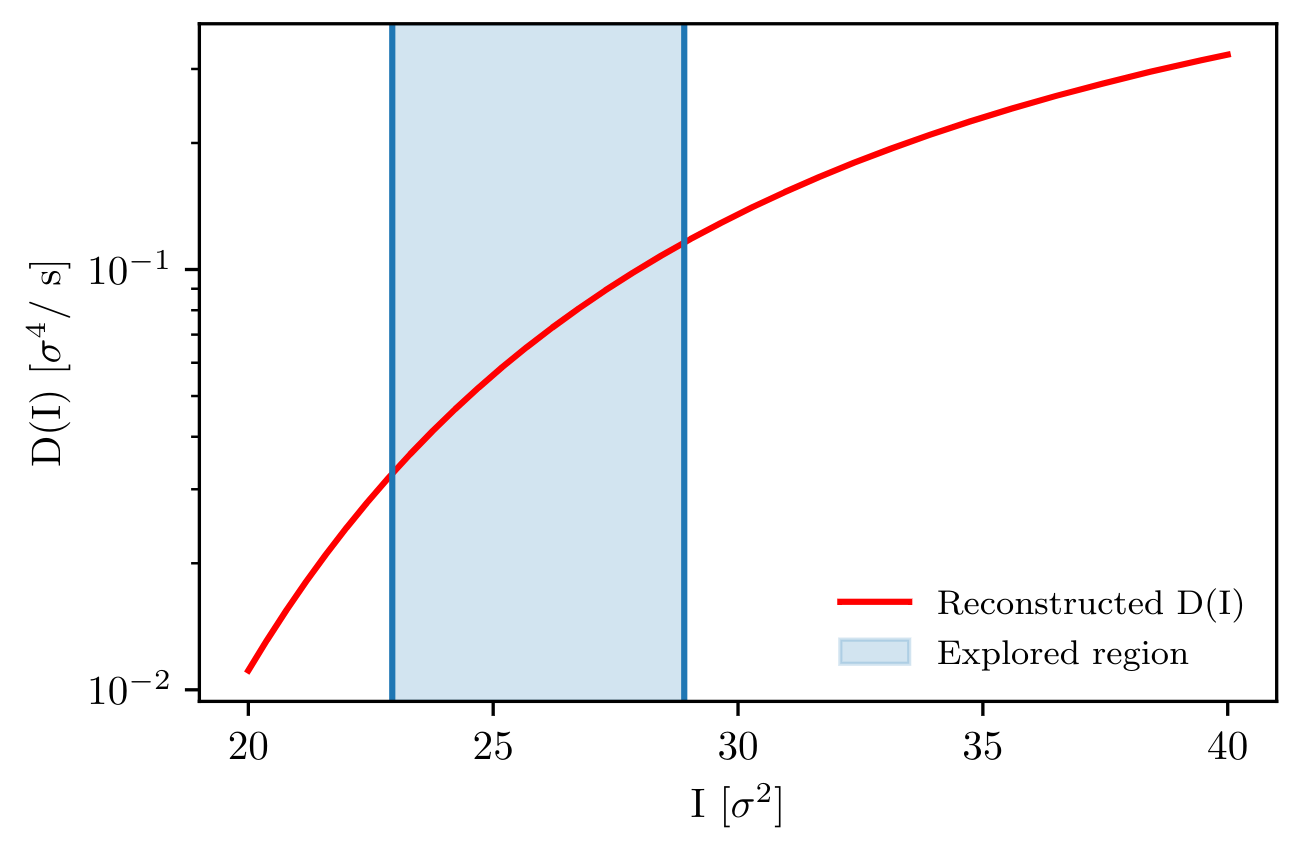 D(I) [σ⁴/ s]
10⁻¹
10⁻²
20 25 30 35 40
I [σ²]
Reconstructed D(I)
Explored region